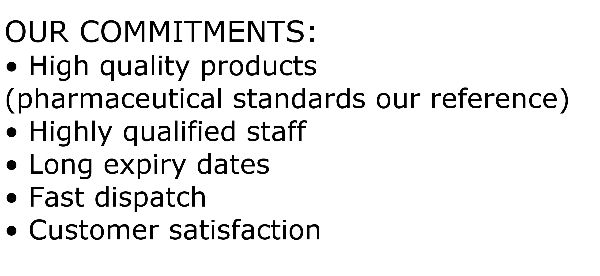 OUR COMMITMENTS:
• High quality products
(pharmaceutical standards our reference)
• Highly qualified staff
• Long expiry dates
• Fast dispatch
• Customer satisfaction